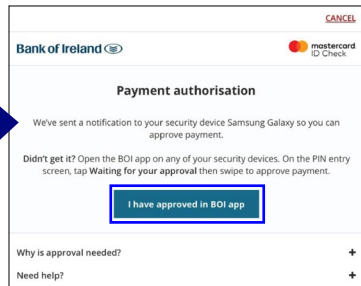 CANCEL
Bank of Ireland
mastercard
ID Check
Payment authorisation
We've sent a notification to your security device Samsung Galaxy so you can
approve payment.
Didn't get it? Open the BOI app on any of your security devices. On the PIN entry
screen, tap Waiting for your approval then swipe to approve payment.
I have approved in BOI app
Why is approval needed? +
Need help? +